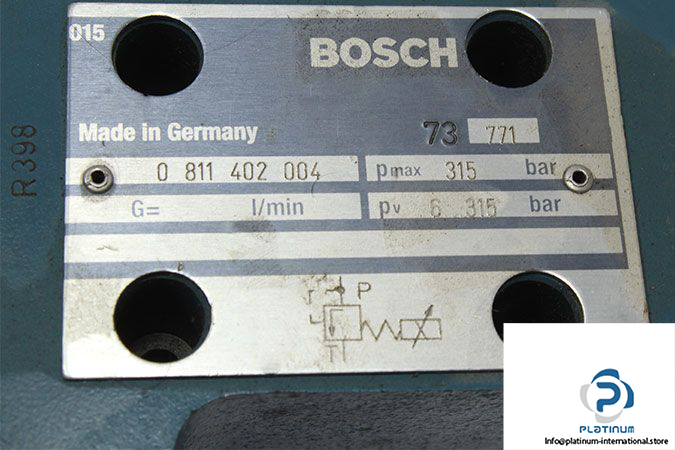 015
BOSCH
Made in Germany 73 771
0 811 402 004 pmax 315 bar
G= l/min pv 6 315 bar
R398
P
T
PLATINUM
Info@platinum-international.store